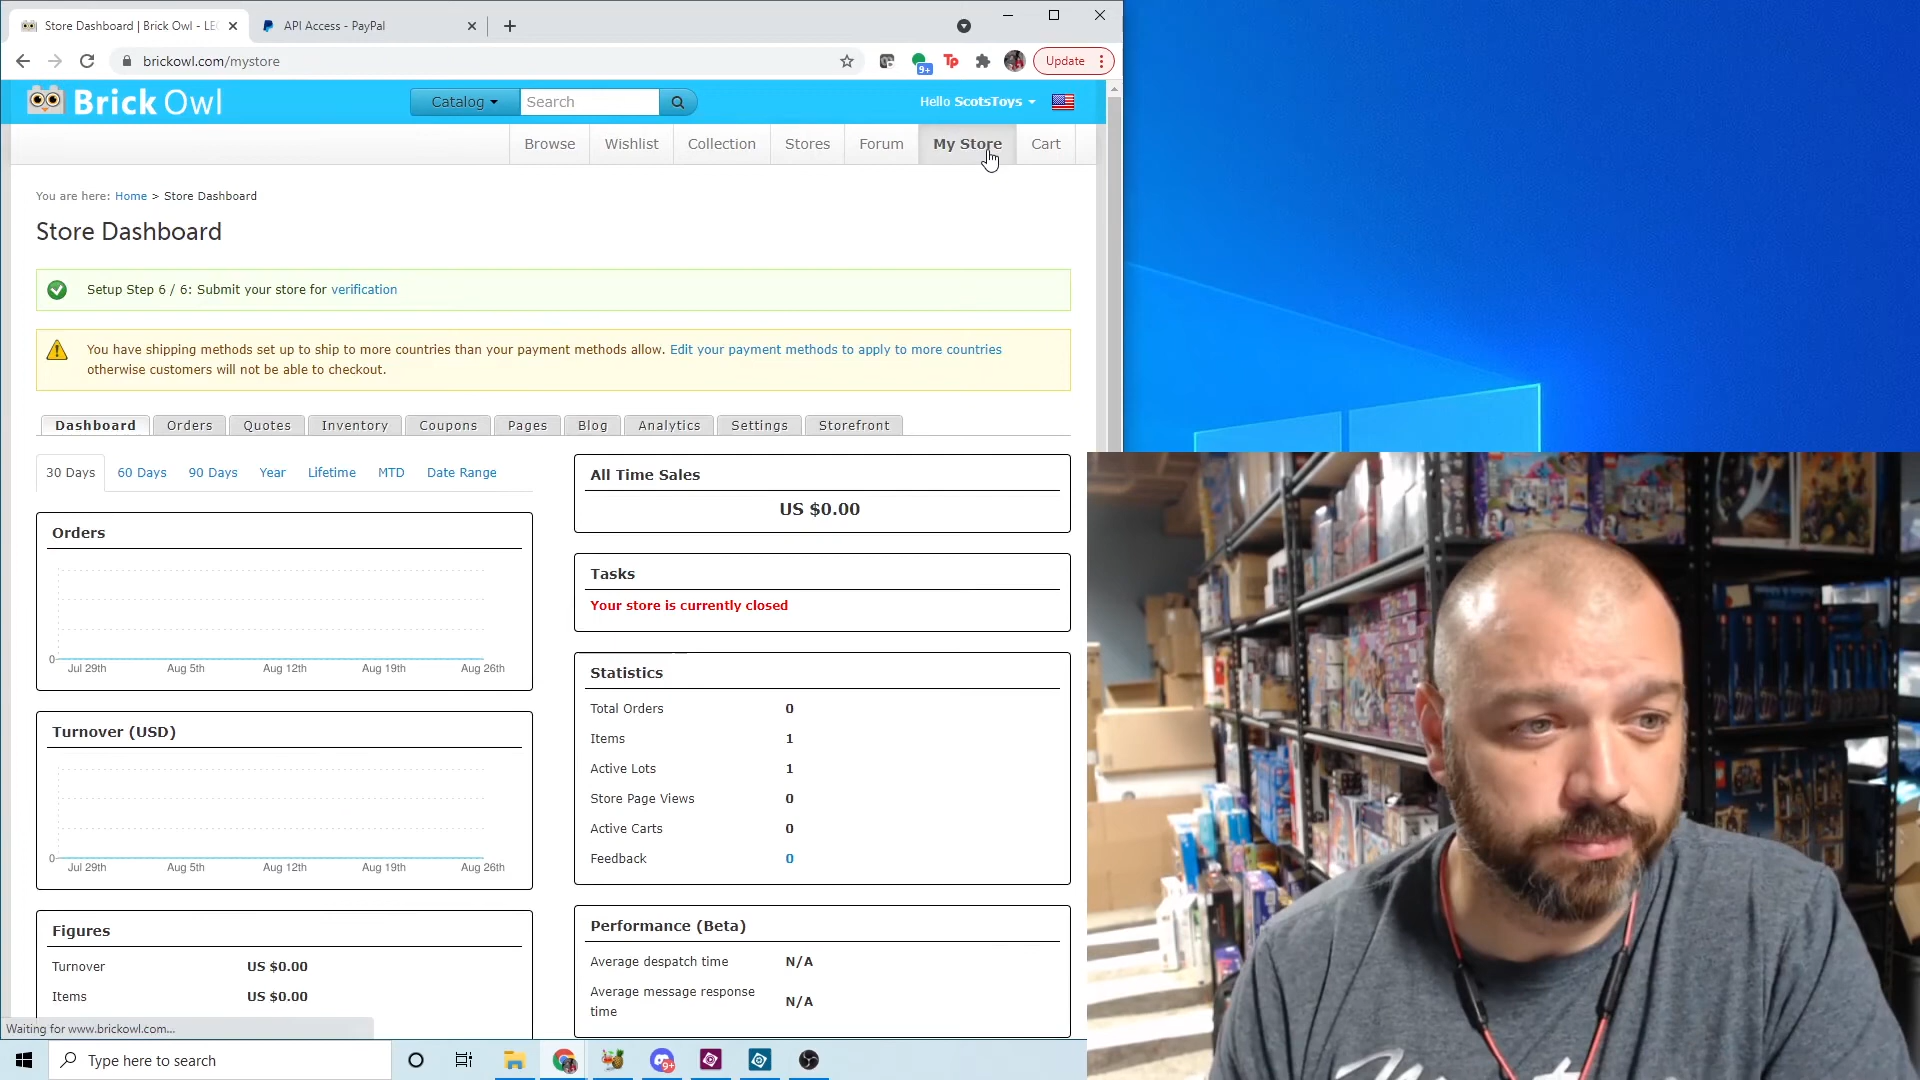 Store Dashboard | Brick Owl - LE
API Access - PayPal
brickowl.com/mystore
9+
Tp
Update
Brick Owl
Catalog
Search
Hello ScotsToys
Browse
Wishlist
Collection
Stores
Forum
My Store
Cart
You are here: Home > Store Dashboard
Store Dashboard
Setup Step 6 / 6: Submit your store for verification
You have shipping methods set up to ship to more countries than your payment methods allow. Edit your payment methods to apply to more countries
otherwise customers will not be able to checkout.
Dashboard
Orders
Quotes
Inventory
Coupons
Pages
Blog
Analytics
Settings
Storefront
30 Days
60 Days
90 Days
Year
Lifetime
MTD
Date Range
Orders
0
Jul 29th
Aug 5th
Aug 12th
Aug 19th
Aug 26th
Turnover (USD)
0
Jul 29th
Aug 5th
Aug 12th
Aug 19th
Aug 26th
Figures
Turnover US $0.00
Items US $0.00
All Time Sales
US $0.00
Tasks
Your store is currently closed
Statistics
Total Orders 0
Items 1
Active Lots 1
Store Page Views 0
Active Carts 0
Feedback 0
Performance (Beta)
Average despatch time N/A
Average message response
time N/A
Waiting for www.brickowl.com...
Type here to search
9+